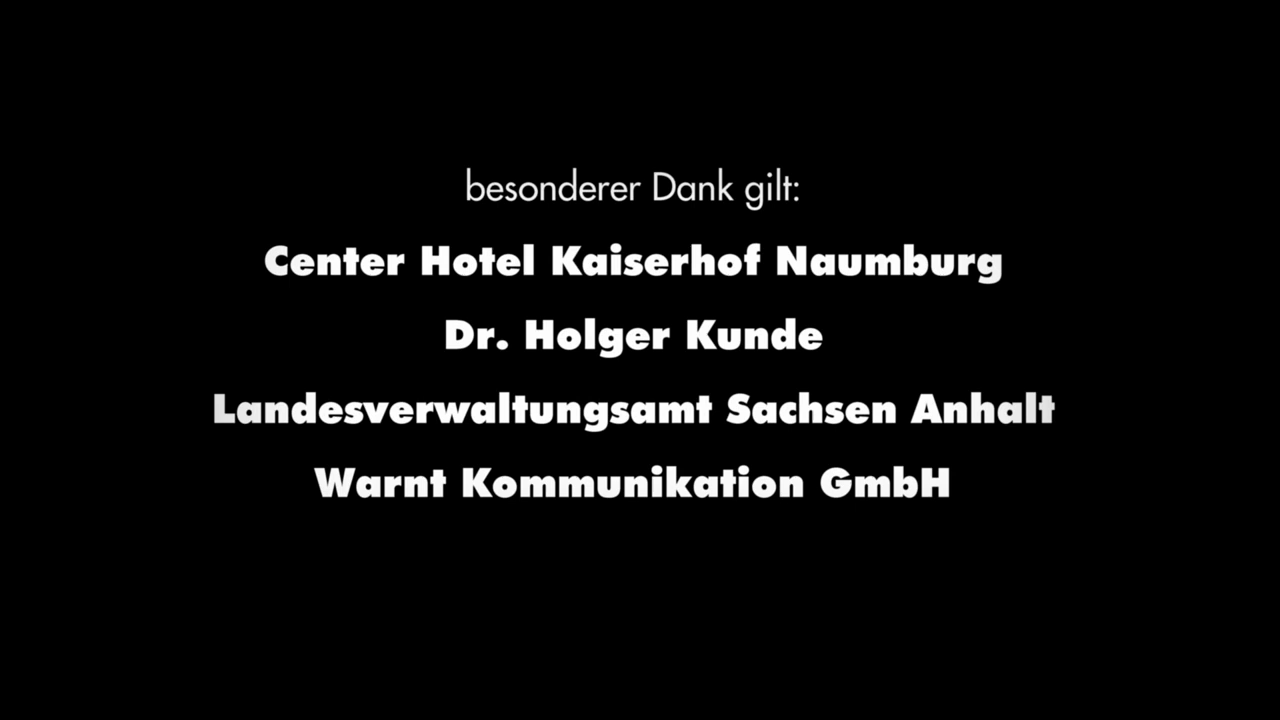 besonderer Dank gilt:
Center Hotel Kaiserhof Naumburg
Dr. Holger Kunde
Landesverwaltungsamt Sachsen Anhalt
Warnt Kommunikation GmbH